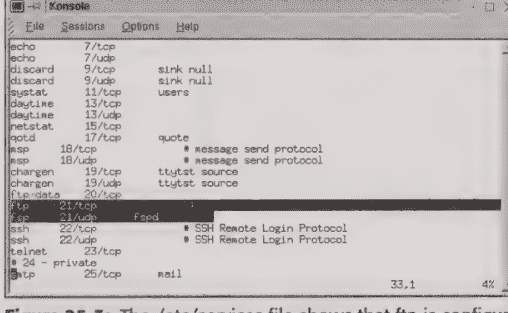 Konsole
File Sessions Options Help
echo 7/tcp
echo 7/udp
discard 9/tcp sink null
discard 9/udp sink null
systat 11/tcp users
daytime 13/tcp
daytime 13/udp
netstat 15/tcp
qotd 17/tcp quote
msp 18/tcp # message send protocol
msp 18/udp # message send protocol
chargen 19/tcp ttytst source
chargen 19/udp ttytst source
ftp-data 20/tcp
ftp 21/tcp
fsp 21/udp fspd
ssh 22/tcp # SSH Remote Login Protocol
ssh 22/udp # SSH Remote Login Protocol
telnet 23/tcp
# 24 - private
smtp 25/tcp mail
33,1 4%
The /etc/services file shows that ftp is